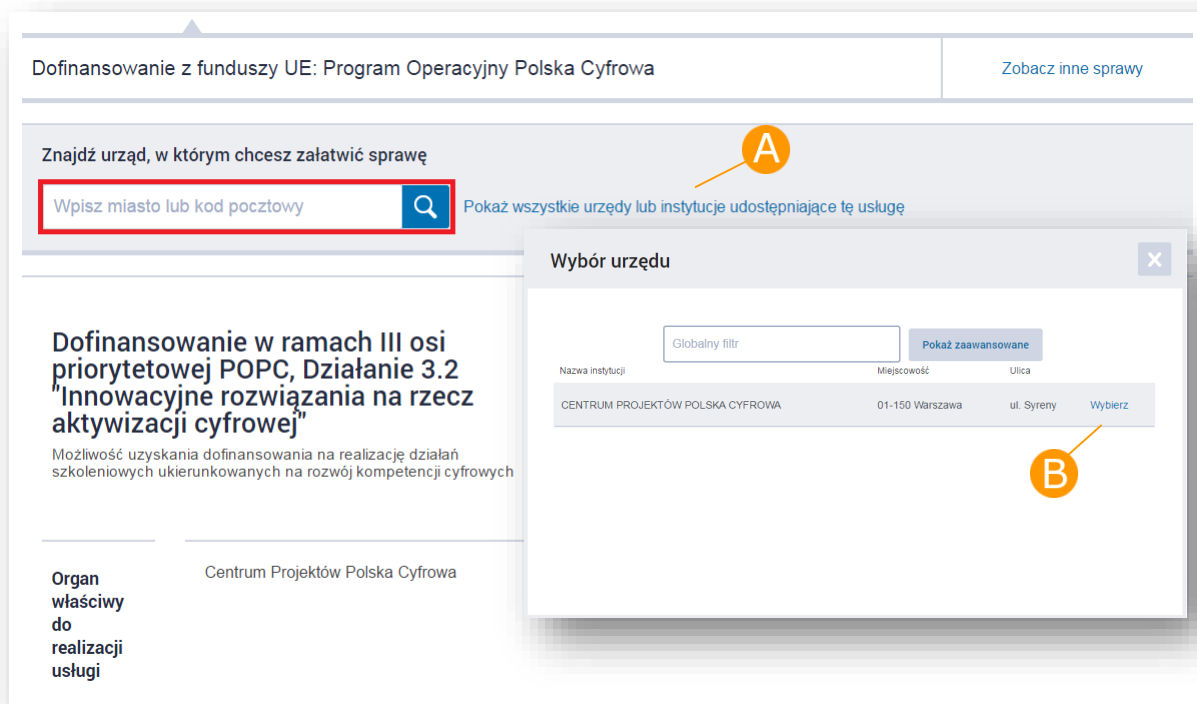 Dofinansowanie z funduszy UE: Program Operacyjny Polska Cyfrowa
Zobacz inne sprawy
Znajdź urząd, w którym chcesz załatwić sprawę
A
Wpisz miasto lub kod pocztowy
Pokaż wszystkie urzędy lub instytucje udostępniające tę usługę
Wybór urzędu
Globalny filtr
Pokaż zaawansowane
Nazwa instytucji
Miejscowość
Ulica
CENTRUM PROJEKTÓW POLSKA CYFROWA
01-150 Warszawa
ul. Syreny
Wybierz
B
Dofinansowanie w ramach III osi
priorytetowej POPC, Działanie 3.2
"Innowacyjne rozwiązania na rzecz
aktywizacji cyfrowej"
Możliwość uzyskania dofinansowania na realizację działań
szkoleniowych ukierunkowanych na rozwój kompetencji cyfrowych
Organ
właściwy
do
realizacji
usługi
Centrum Projektów Polska Cyfrowa